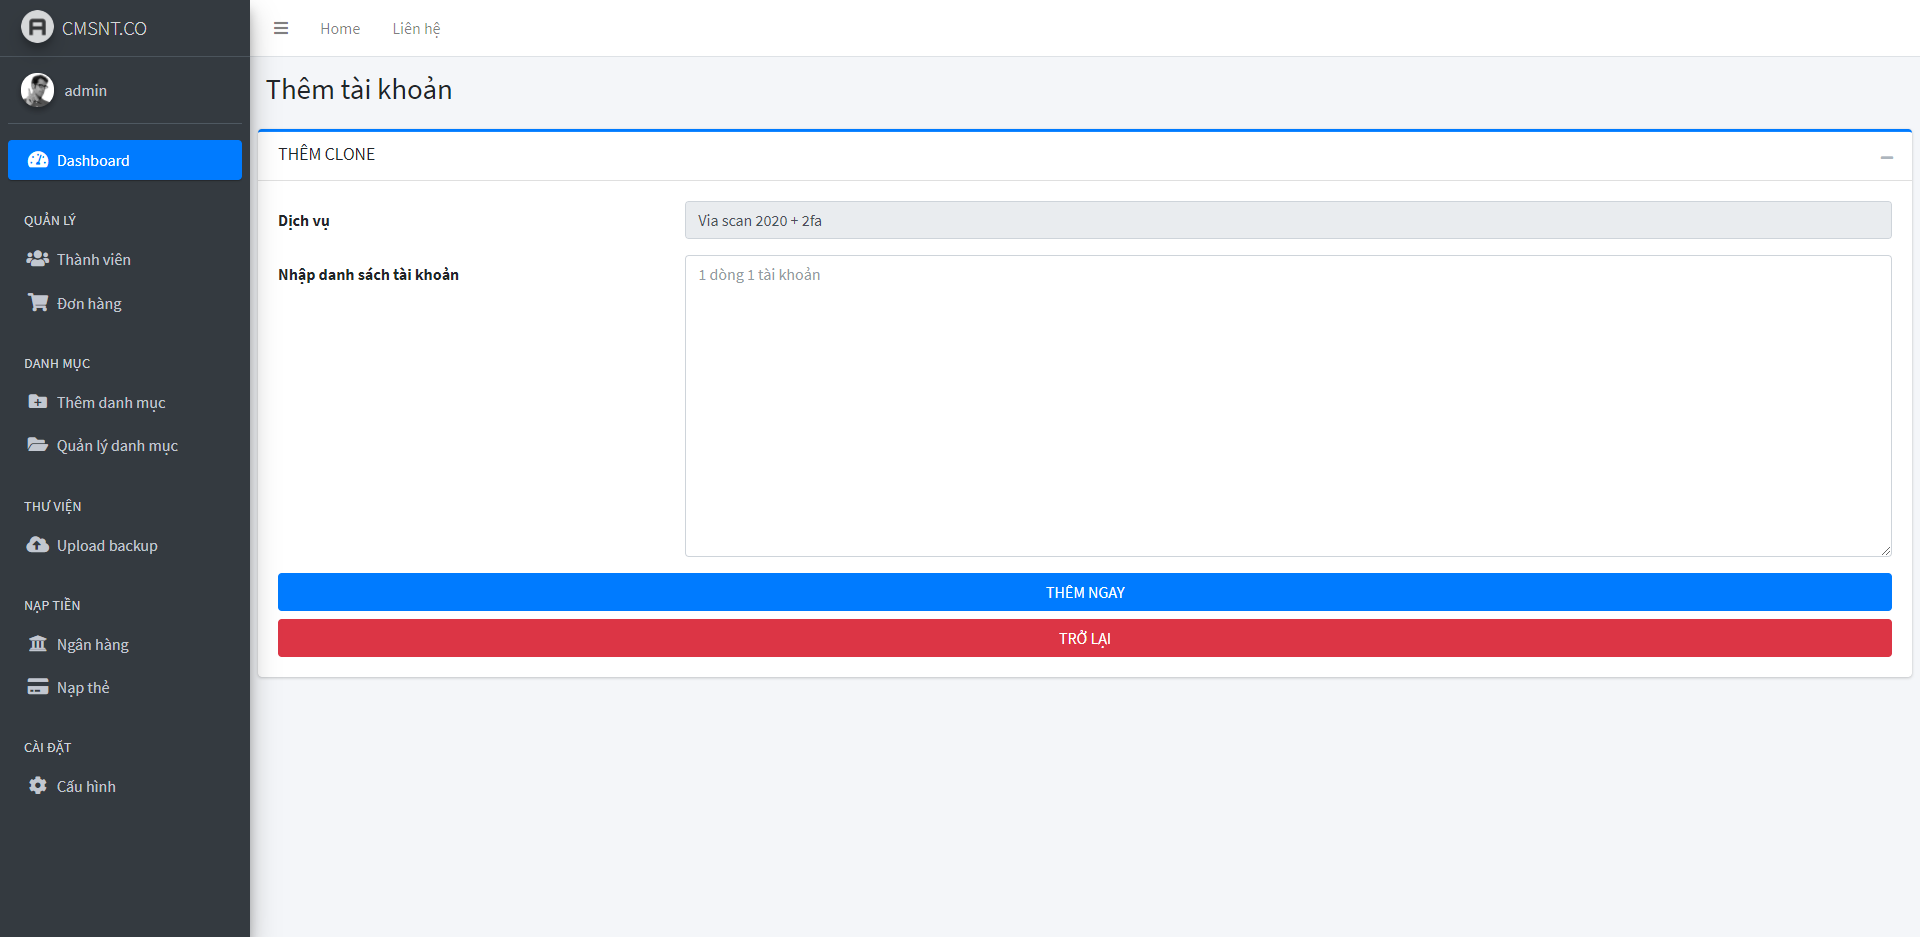 CMSNT.CO
admin
Dashboard
QUẢN LÝ
Thành viên
Đơn hàng
DANH MỤC
Thêm danh mục
Quản lý danh mục
THƯ VIỆN
Upload backup
NẠP TIỀN
Ngân hàng
Nạp thẻ
CÀI ĐẶT
Cấu hình
Home Liên hệ
Thêm tài khoản
THÊM CLONE
Dịch vụ Via scan 2020 + 2fa
Nhập danh sách tài khoản 1 dòng 1 tài khoản
THÊM NGAY
TRỞ LẠI